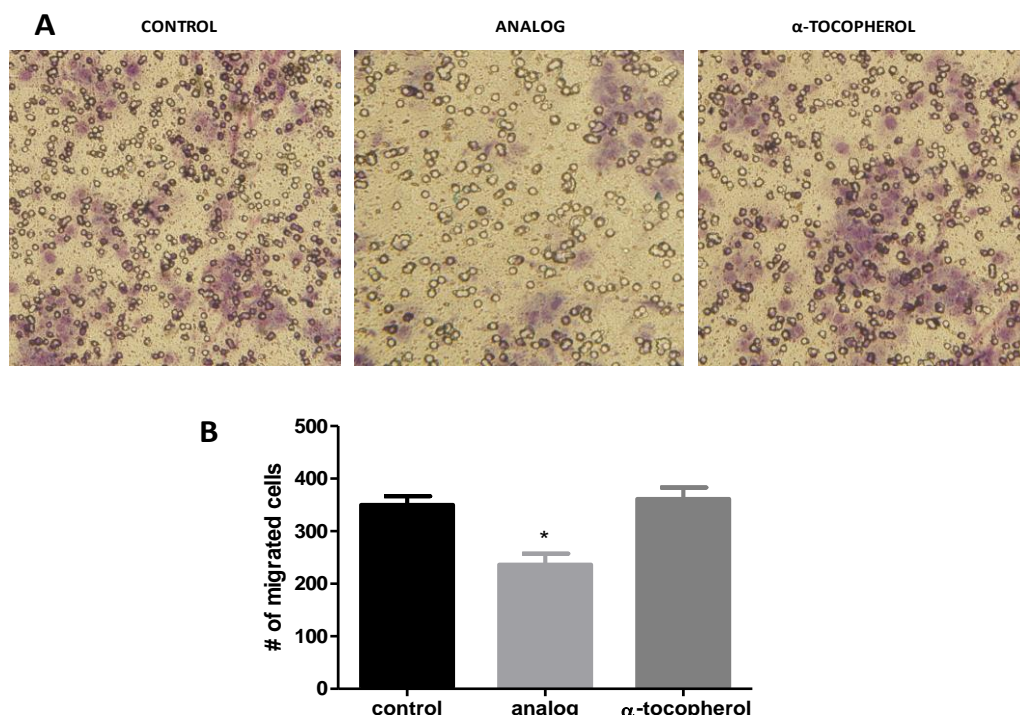 A
CONTROL
ANALOG
α-TOCOPHEROL
B
# of migrated cells
500
400
300
200
100
0
*
control
analog
α-tocopherol